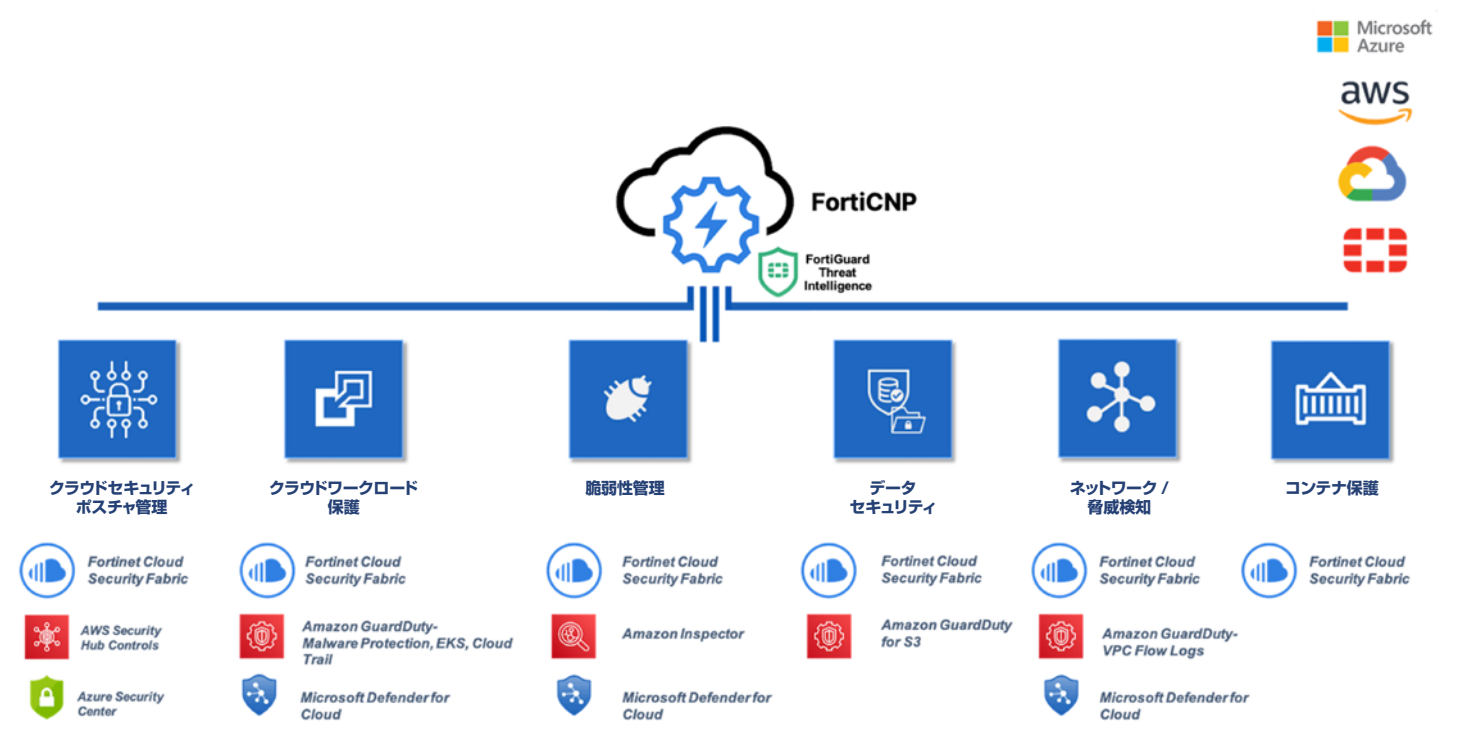 Microsoft
Azure
aws
FortiCNP
FortiGuard
Threat
Intelligence
クラウドセキュリティ
ポスチャ管理
クラウドワークロード
保護
脆弱性管理
データ
セキュリティ
ネットワーク /
脅威検知
コンテナ保護
Fortinet Cloud
Security Fabric
Fortinet Cloud
Security Fabric
Fortinet Cloud
Security Fabric
Fortinet Cloud
Security Fabric
Fortinet Cloud
Security Fabric
Fortinet Cloud
Security Fabric
AWS Security
Hub Controls
Amazon GuardDuty-
Malware Protection, EKS, Cloud
Trail
Amazon Inspector
Amazon GuardDuty
for S3
Amazon GuardDuty-
VPC Flow Logs
Azure Security
Center
Microsoft Defender for
Cloud
Microsoft Defender for
Cloud
Microsoft Defender for
Cloud